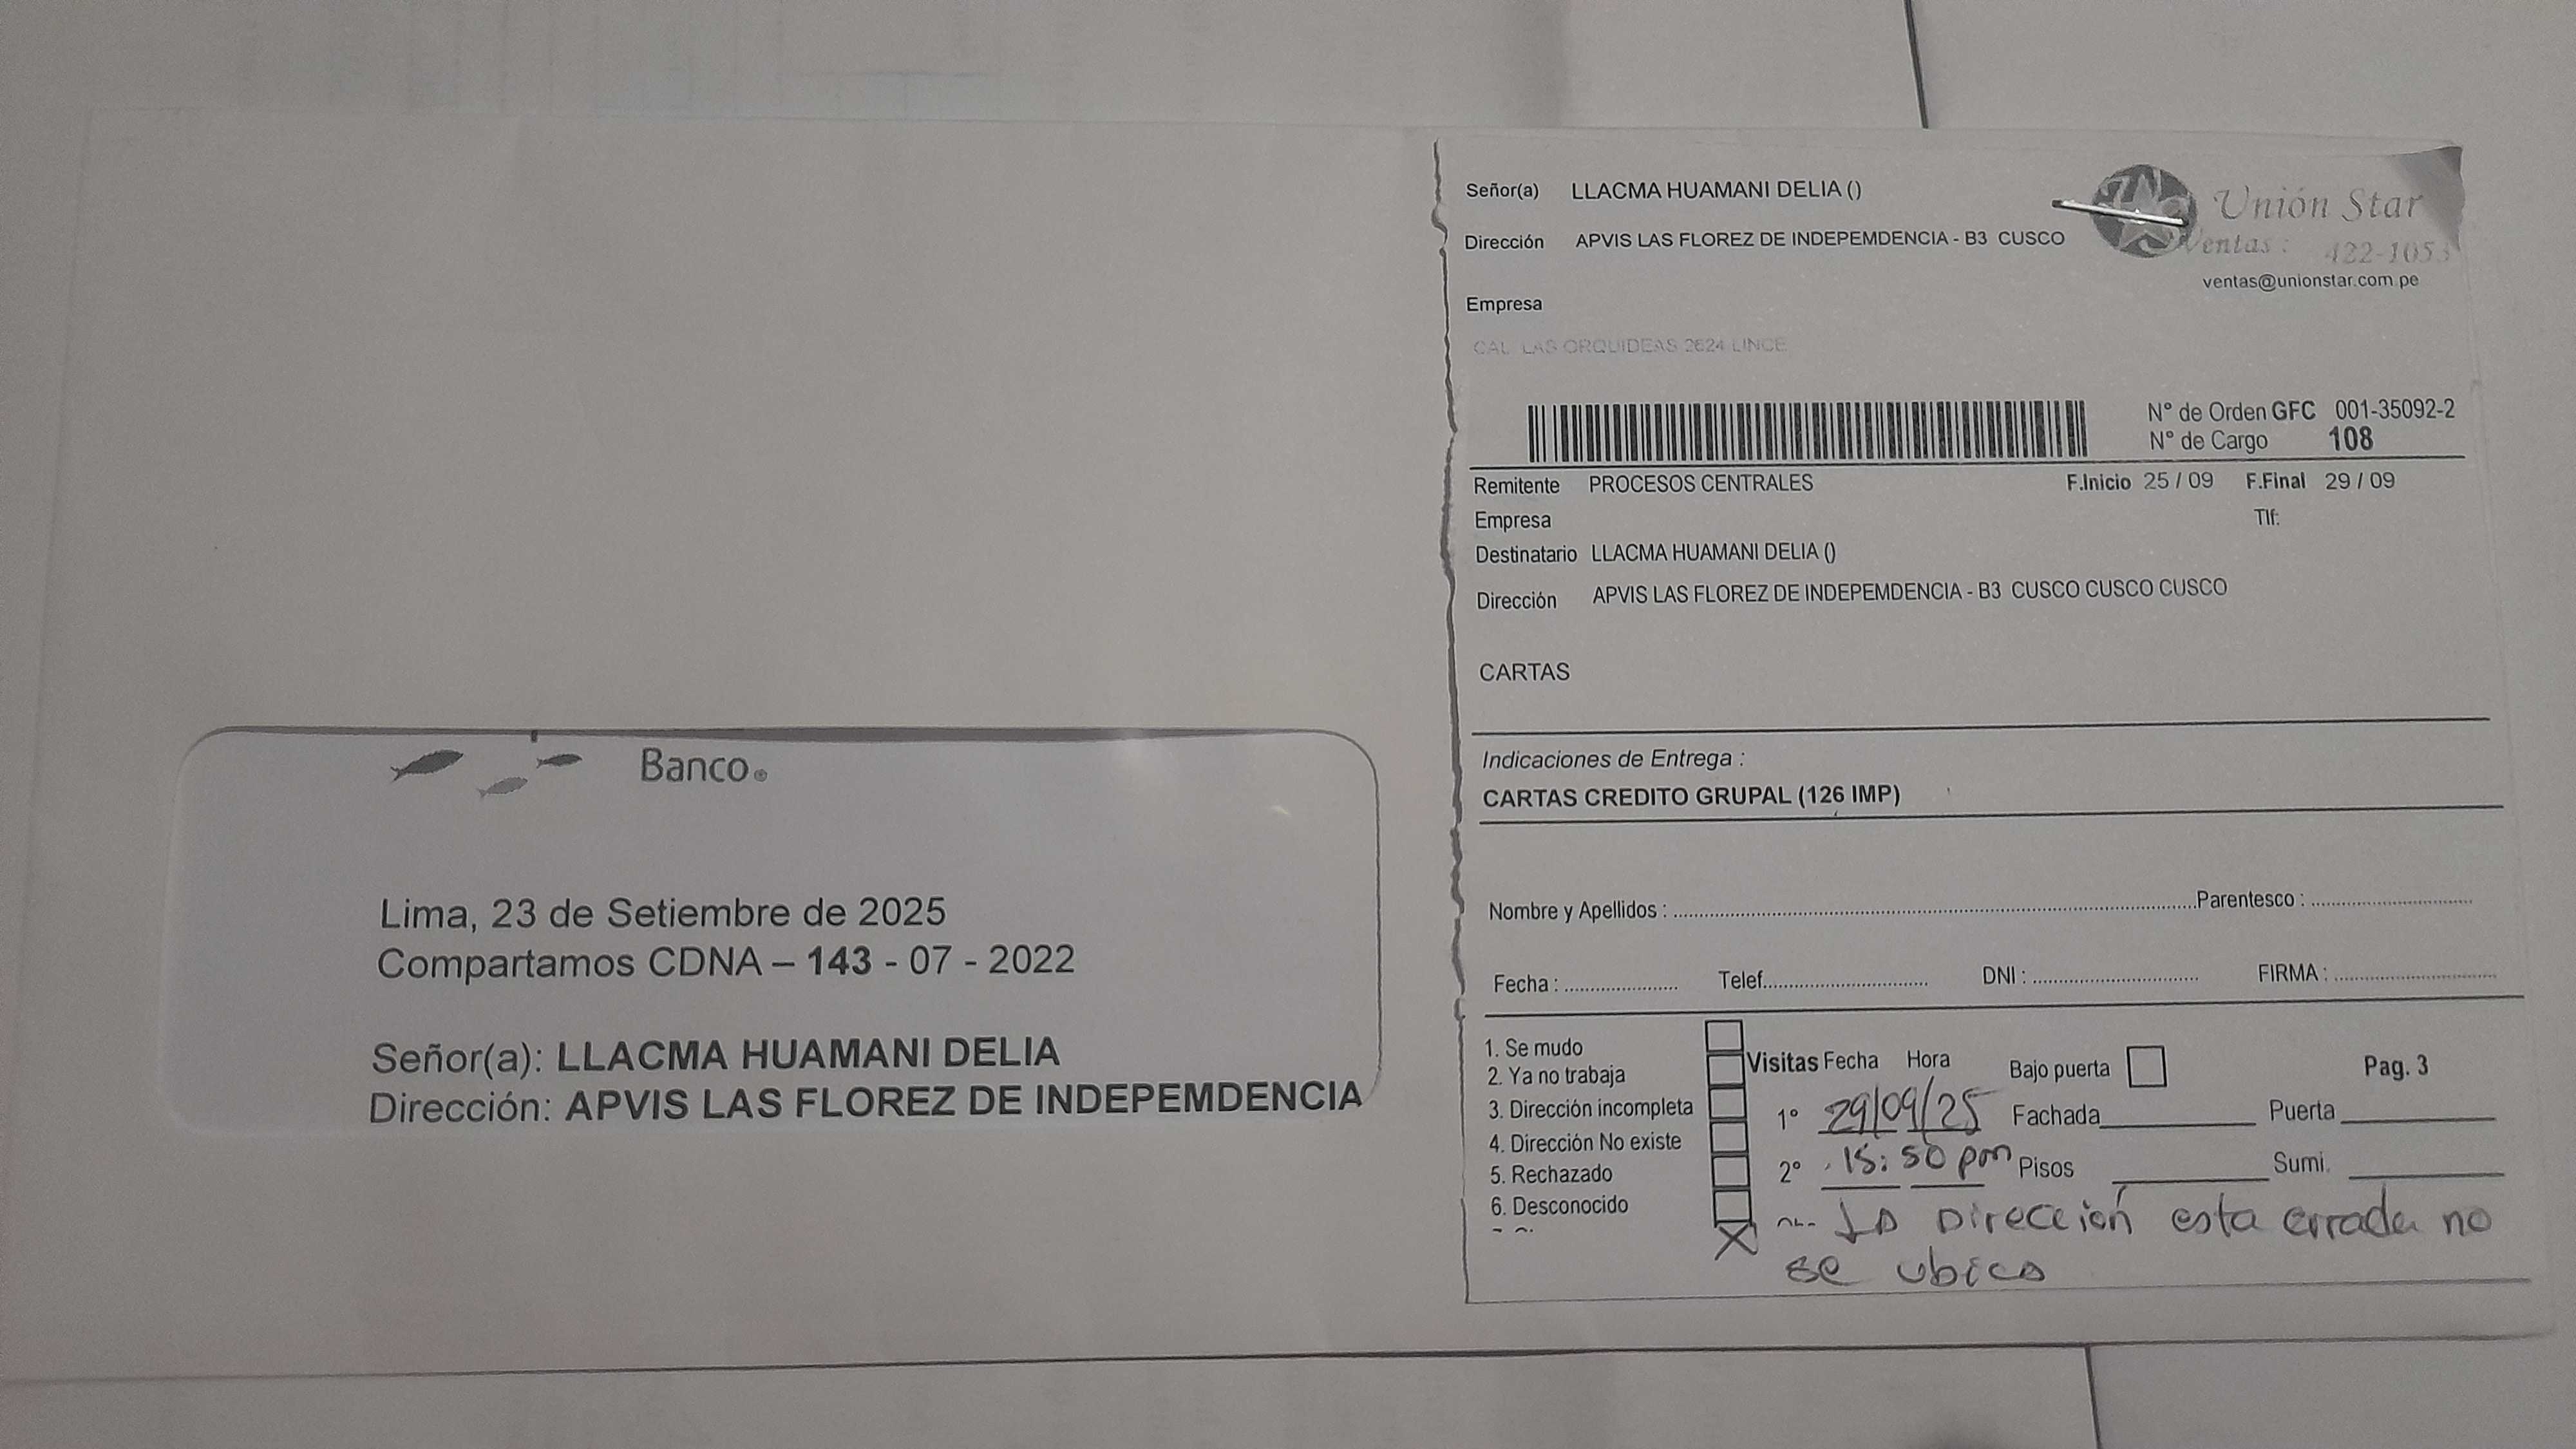 Banco
Lima, 23 de Setiembre de 2025
Compartamos CDNA – 143 - 07 - 2022
Señor(a): LLACMA HUAMANI DELIA
Dirección: APVIS LAS FLOREZ DE INDEPEMDENCIA
Señor(a) LLACMA HUAMANI DELIA ()
Unión Star
Dirección APVIS LAS FLOREZ DE INDEPEMDENCIA - B3 CUSCO
Ventas : 422-1053
ventas@unionstar.com.pe
Empresa
CAL LAS ORQUIDEAS 2624 LINCE
N° de Orden GFC 001-35092-2
N° de Cargo 108
Remitente PROCESOS CENTRALES F.Inicio 25 / 09 F.Final 29 / 09
Empresa Tlf:
Destinatario LLACMA HUAMANI DELIA ()
Dirección APVIS LAS FLOREZ DE INDEPEMDENCIA - B3 CUSCO CUSCO CUSCO
CARTAS
Indicaciones de Entrega :
CARTAS CREDITO GRUPAL (126 IMP)
Nombre y Apellidos : Parentesco :
Fecha : Telef. DNI : FIRMA :
1. Se mudo
2. Ya no trabaja
3. Dirección incompleta
4. Dirección No existe
5. Rechazado
6. Desconocido
Visitas Fecha Hora Bajo puerta Pag. 3
1° 29/09/25 Fachada Puerta
2° 15:50 pm Pisos Sumi.
X La Dirección esta errada no
se ubica